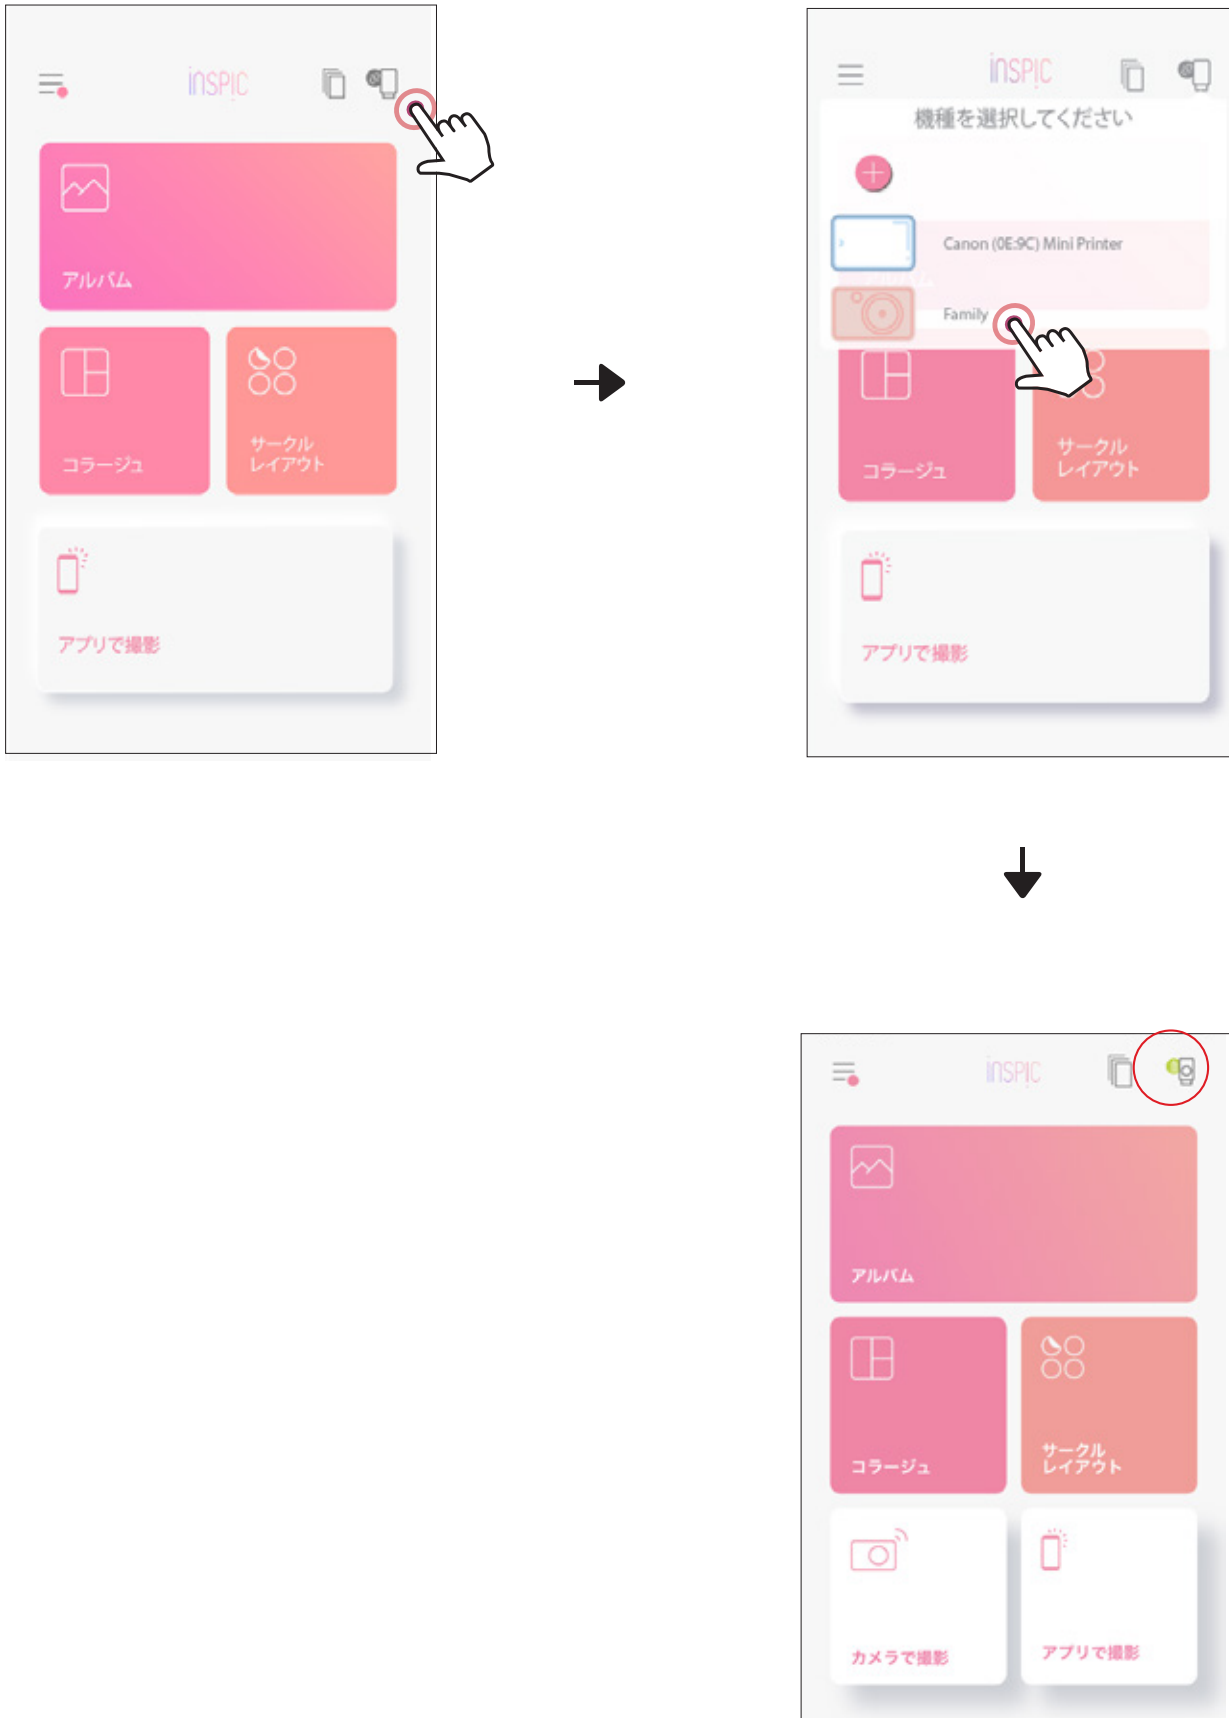 inspic
アルバム
コラージュ
サークル
レイアウト
アプリで撮影
inspic
機種を選択してください
Canon (0E:9C) Mini Printer
アルバム
Family
コラージュ
サークル
レイアウト
アプリで撮影
inspic
アルバム
コラージュ
サークル
レイアウト
カメラで撮影
アプリで撮影